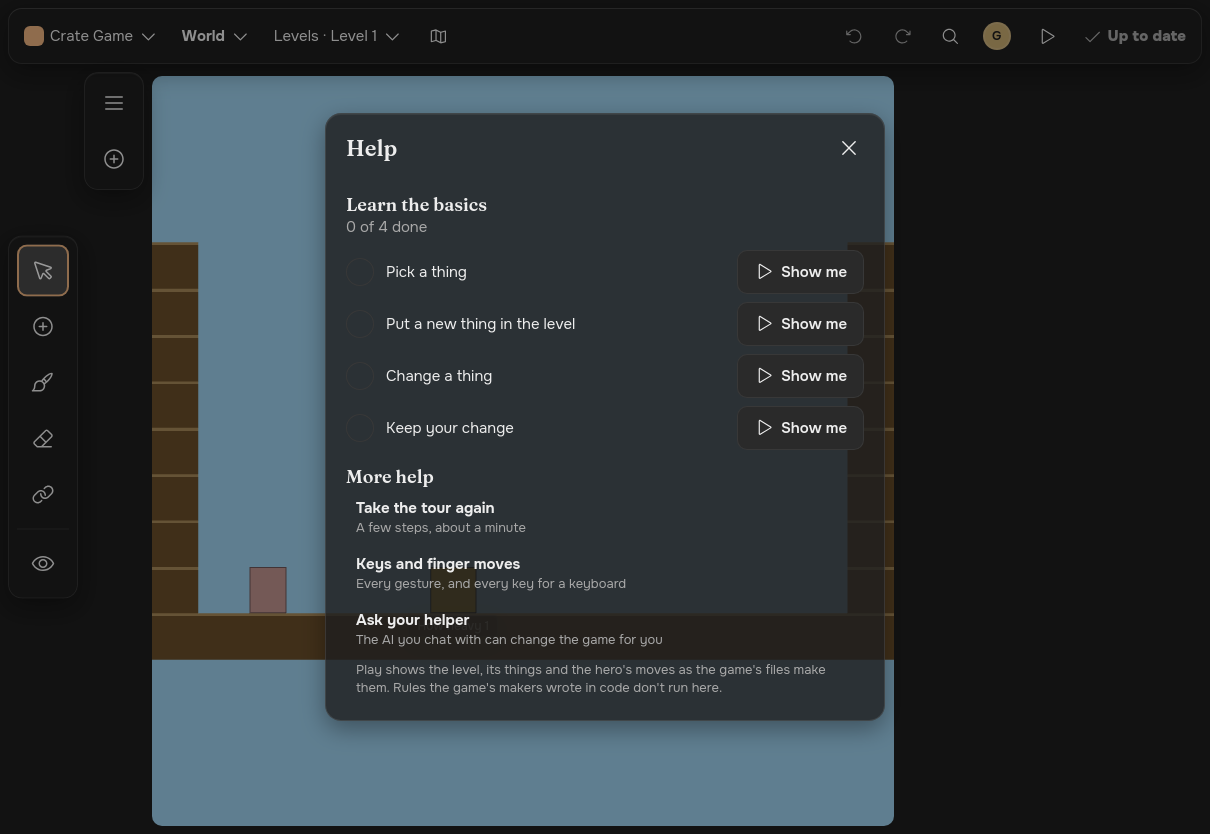 Crate Game
World
Levels · Level 1
G
Up to date
Help
Learn the basics
0 of 4 done
Pick a thing
Show me
Put a new thing in the level
Show me
Change a thing
Show me
Keep your change
Show me
More help
Take the tour again
A few steps, about a minute
Keys and finger moves
Every gesture, and every key for a keyboard
Ask your helper
The AI you chat with can change the game for you
Play shows the level, its things and the hero's moves as the game's files make
them. Rules the game's makers wrote in code don't run here.